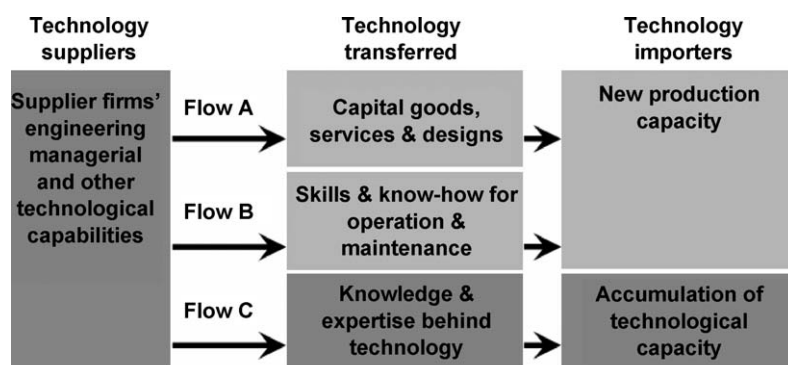 Technology
suppliers
Technology
transferred
Technology
importers
Supplier firms’
engineering
managerial
and other
technological
capabilities
Flow A
Capital goods,
services & designs
New production
capacity
Flow B
Skills & know-how for
operation &
maintenance
Flow C
Knowledge &
expertise behind
technology
Accumulation of
technological
capacity